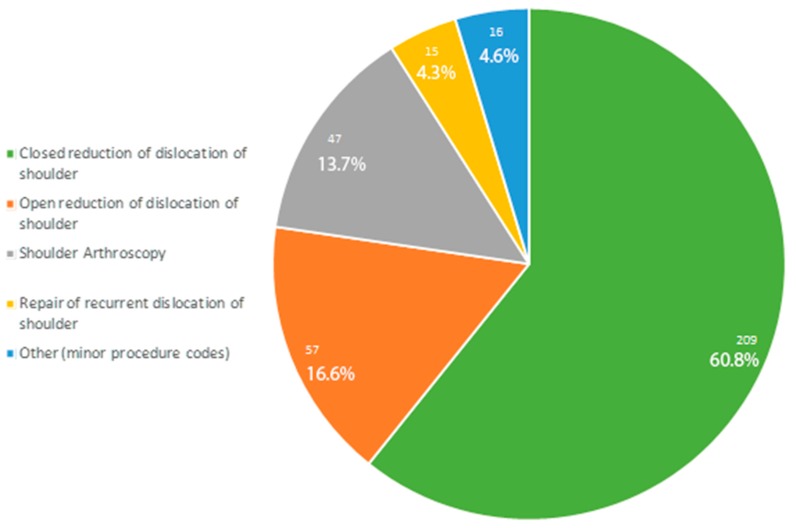 Closed reduction of dislocation of
shoulder
Open reduction of dislocation of
shoulder
Shoulder Arthroscopy
Repair of recurrent dislocation of
shoulder
Other (minor procedure codes)
16
4.6%
15
4.3%
47
13.7%
57
16.6%
209
60.8%